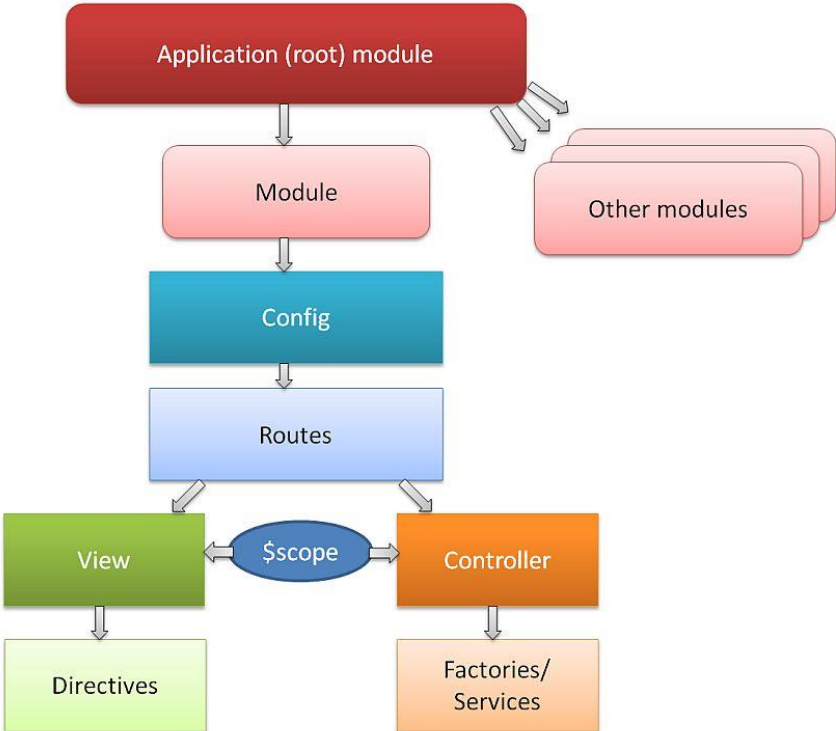 Application (root) module
Module
Other modules
Config
Routes
View
$scope
Controller
Directives
Factories/
Services